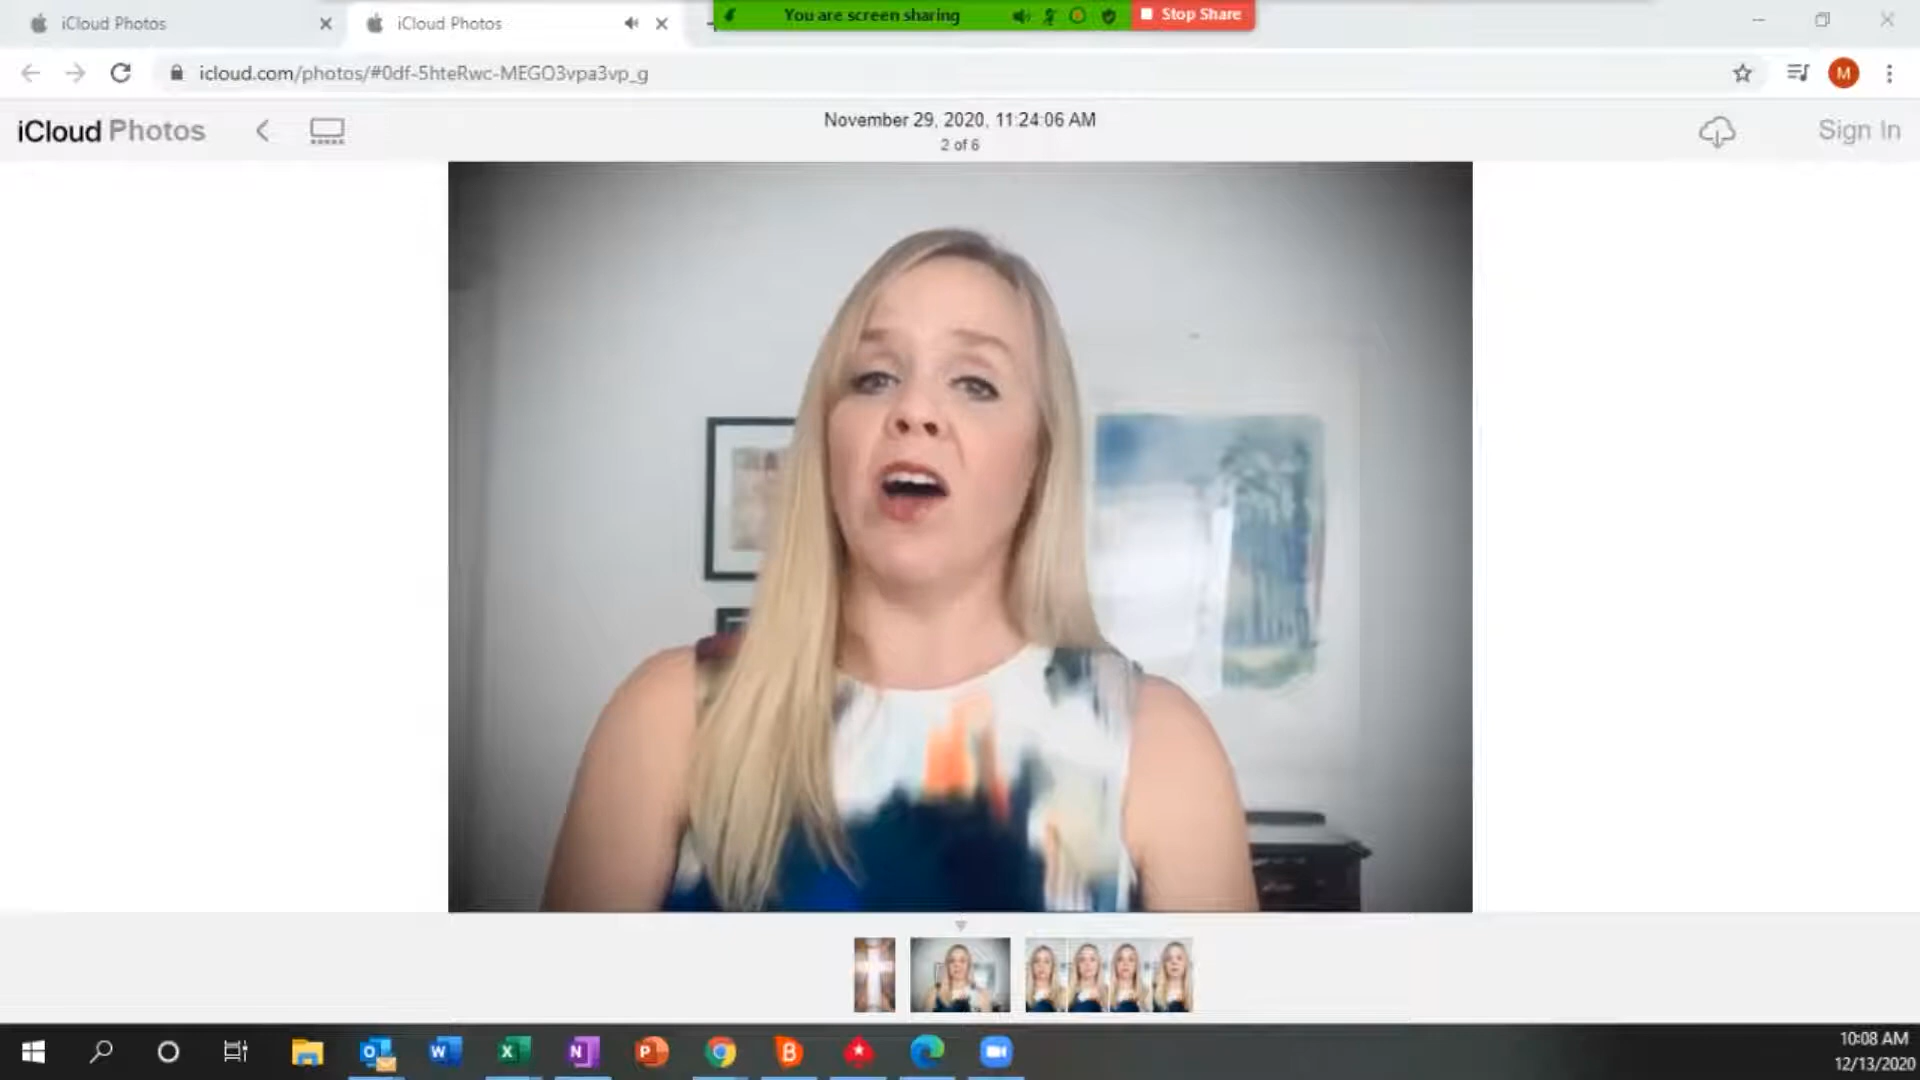 iCloud Photos
iCloud Photos
You are screen sharing
Stop Share
icloud.com/photos/#0df-5hteRwc-MEGO3vpa3vp_g
M
iCloud Photos
November 29, 2020, 11:24:06 AM
2 of 6
Sign In
10:08 AM
12/13/2020